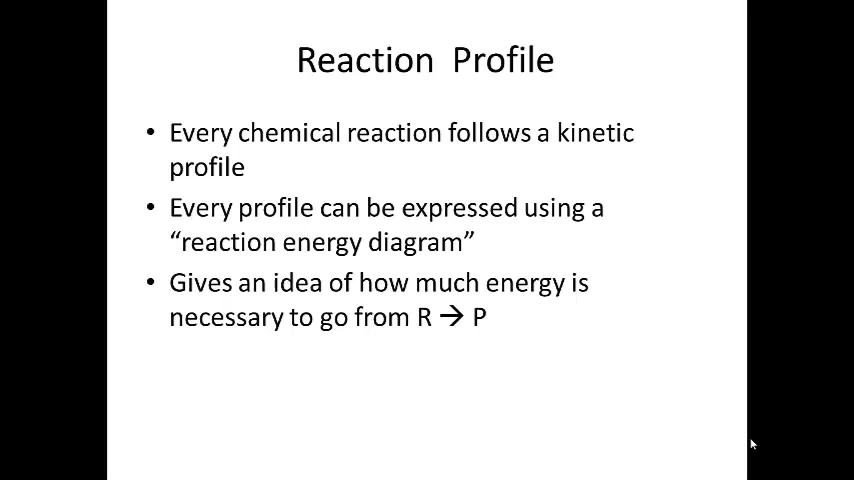 Reaction Profile
• Every chemical reaction follows a kinetic
profile
• Every profile can be expressed using a
“reaction energy diagram”
• Gives an idea of how much energy is
necessary to go from R → P